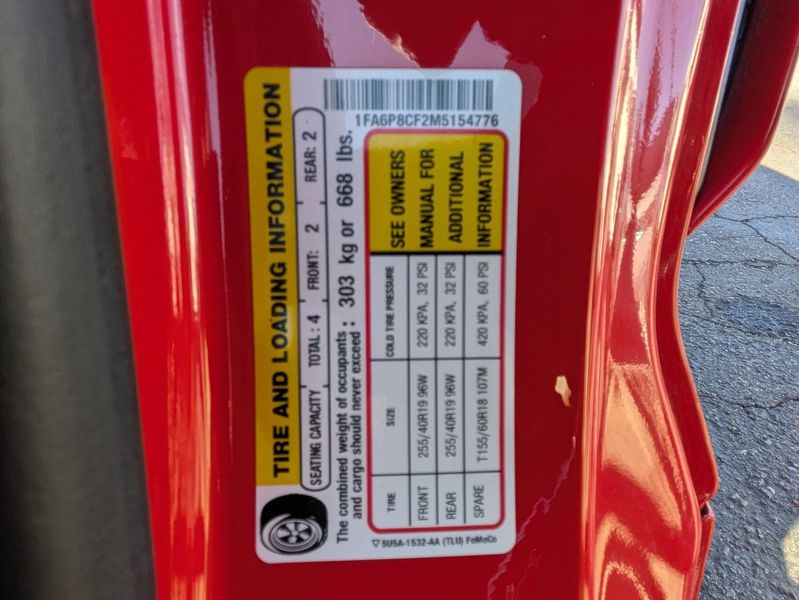 TIRE AND LOADING INFORMATION
SEATING CAPACITY TOTAL : 4 FRONT: 2 REAR: 2
The combined weight of occupants and cargo should never exceed : 303 kg or 668 lbs.
TIRE SIZE COLD TIRE PRESSURE
FRONT 255/40R19 96W 220 KPA, 32 PSI
REAR 255/40R19 96W 220 KPA, 32 PSI
SPARE T155/60R18 107M 420 KPA, 60 PSI
SEE OWNERS
MANUAL FOR
ADDITIONAL
INFORMATION
5U5A-1532-AA (TLU) FoMoCo
1FA6P8CF2M5154776